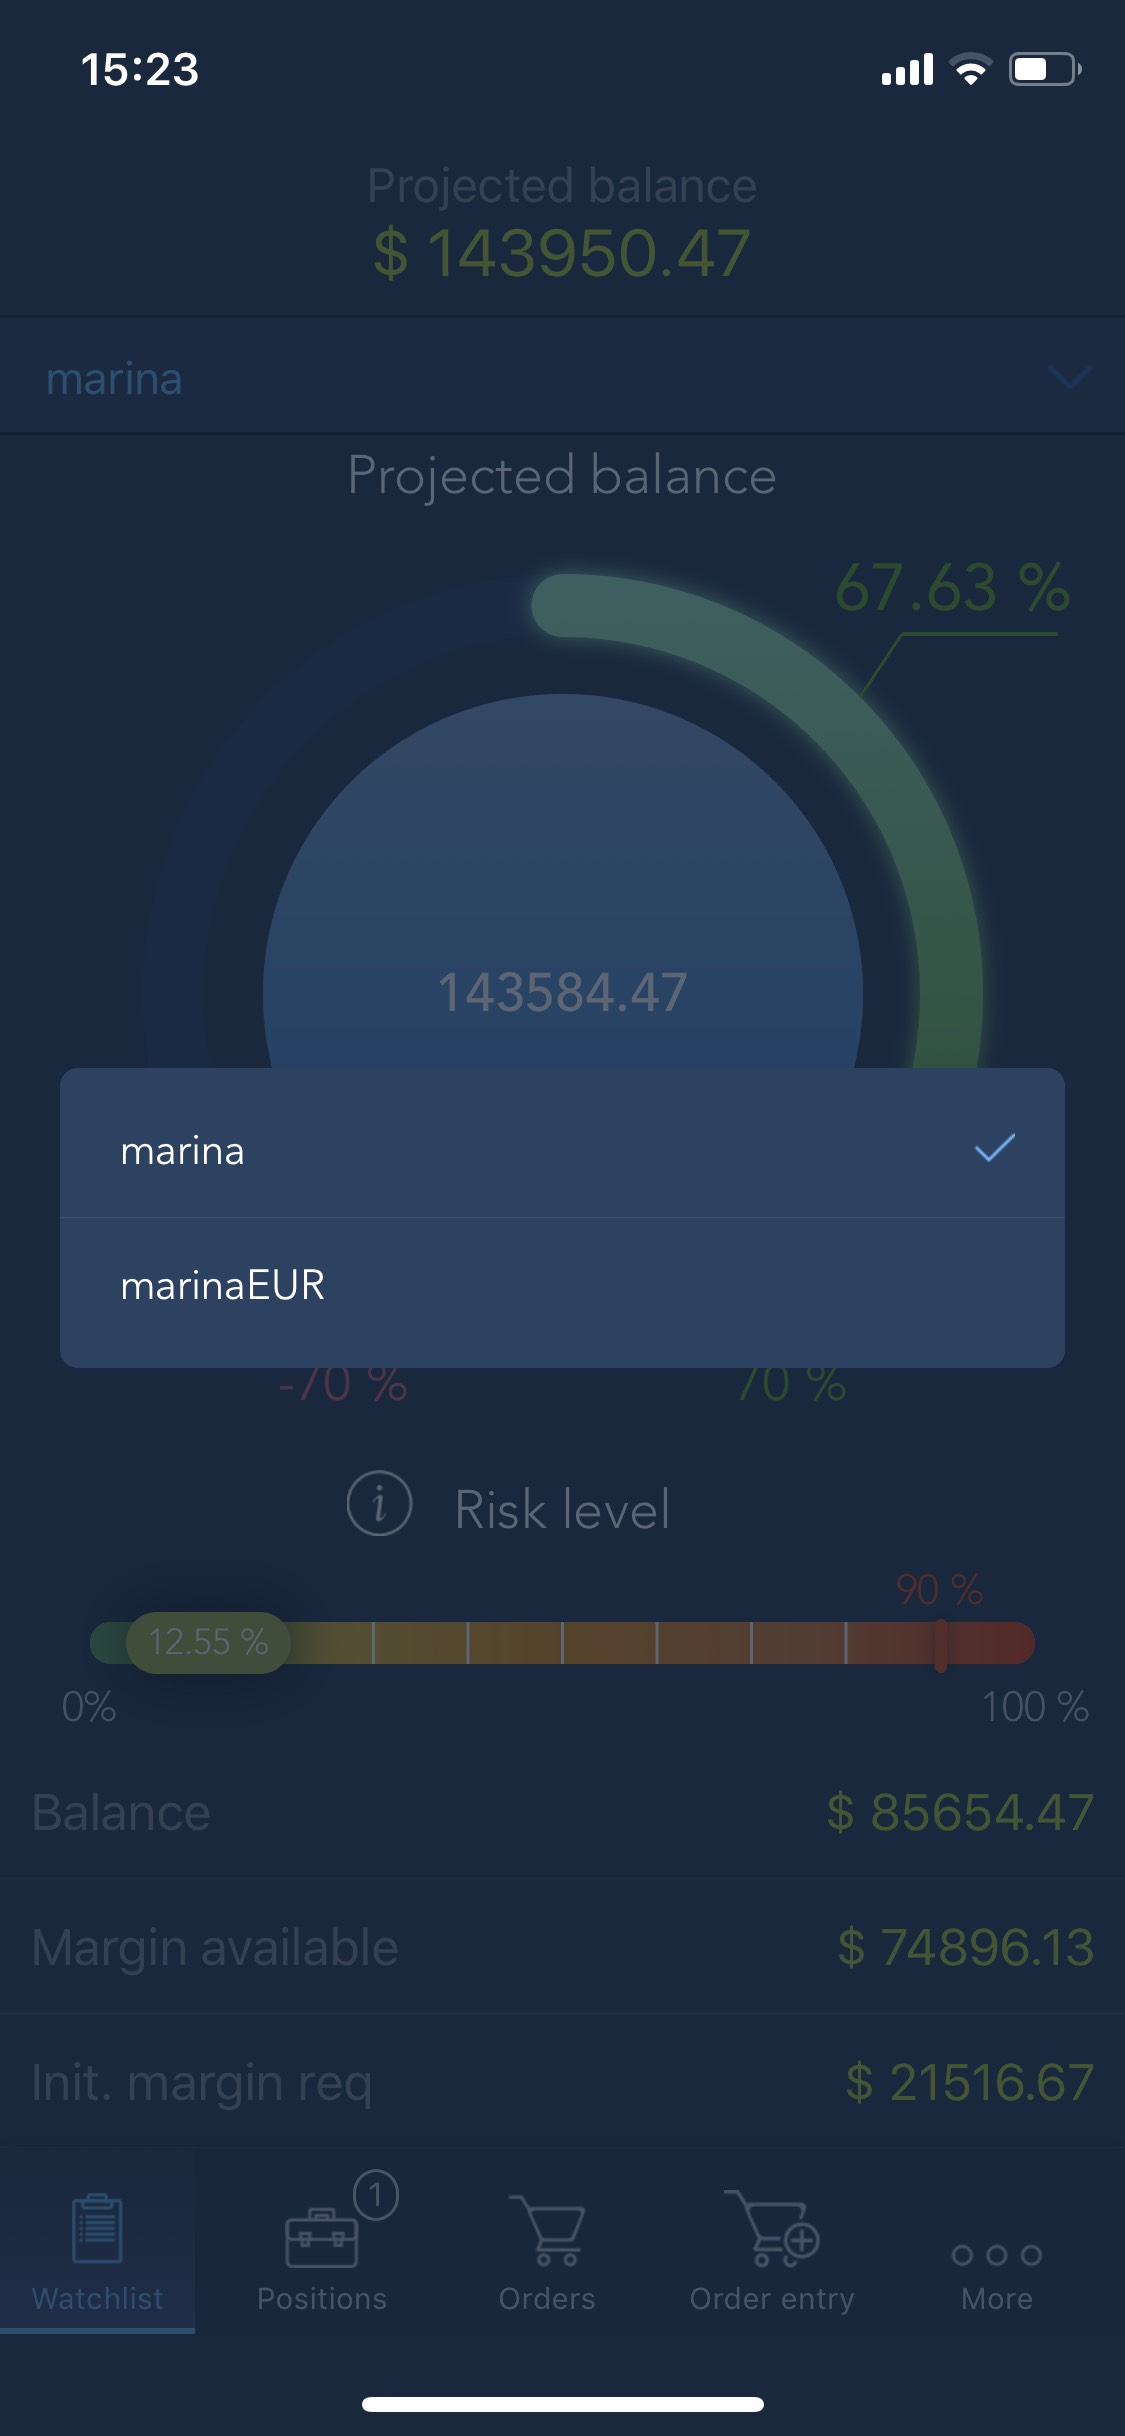 15:23
Projected balance
$ 143950.47
marina
Projected balance
67.63 %
143584.47
marina
marinaEUR
-70 %
70 %
i Risk level
90 %
12.55 %
0%
100 %
Balance
$ 85654.47
Margin available
$ 74896.13
Init. margin req
$ 21516.67
1
Watchlist
Positions
Orders
Order entry
More